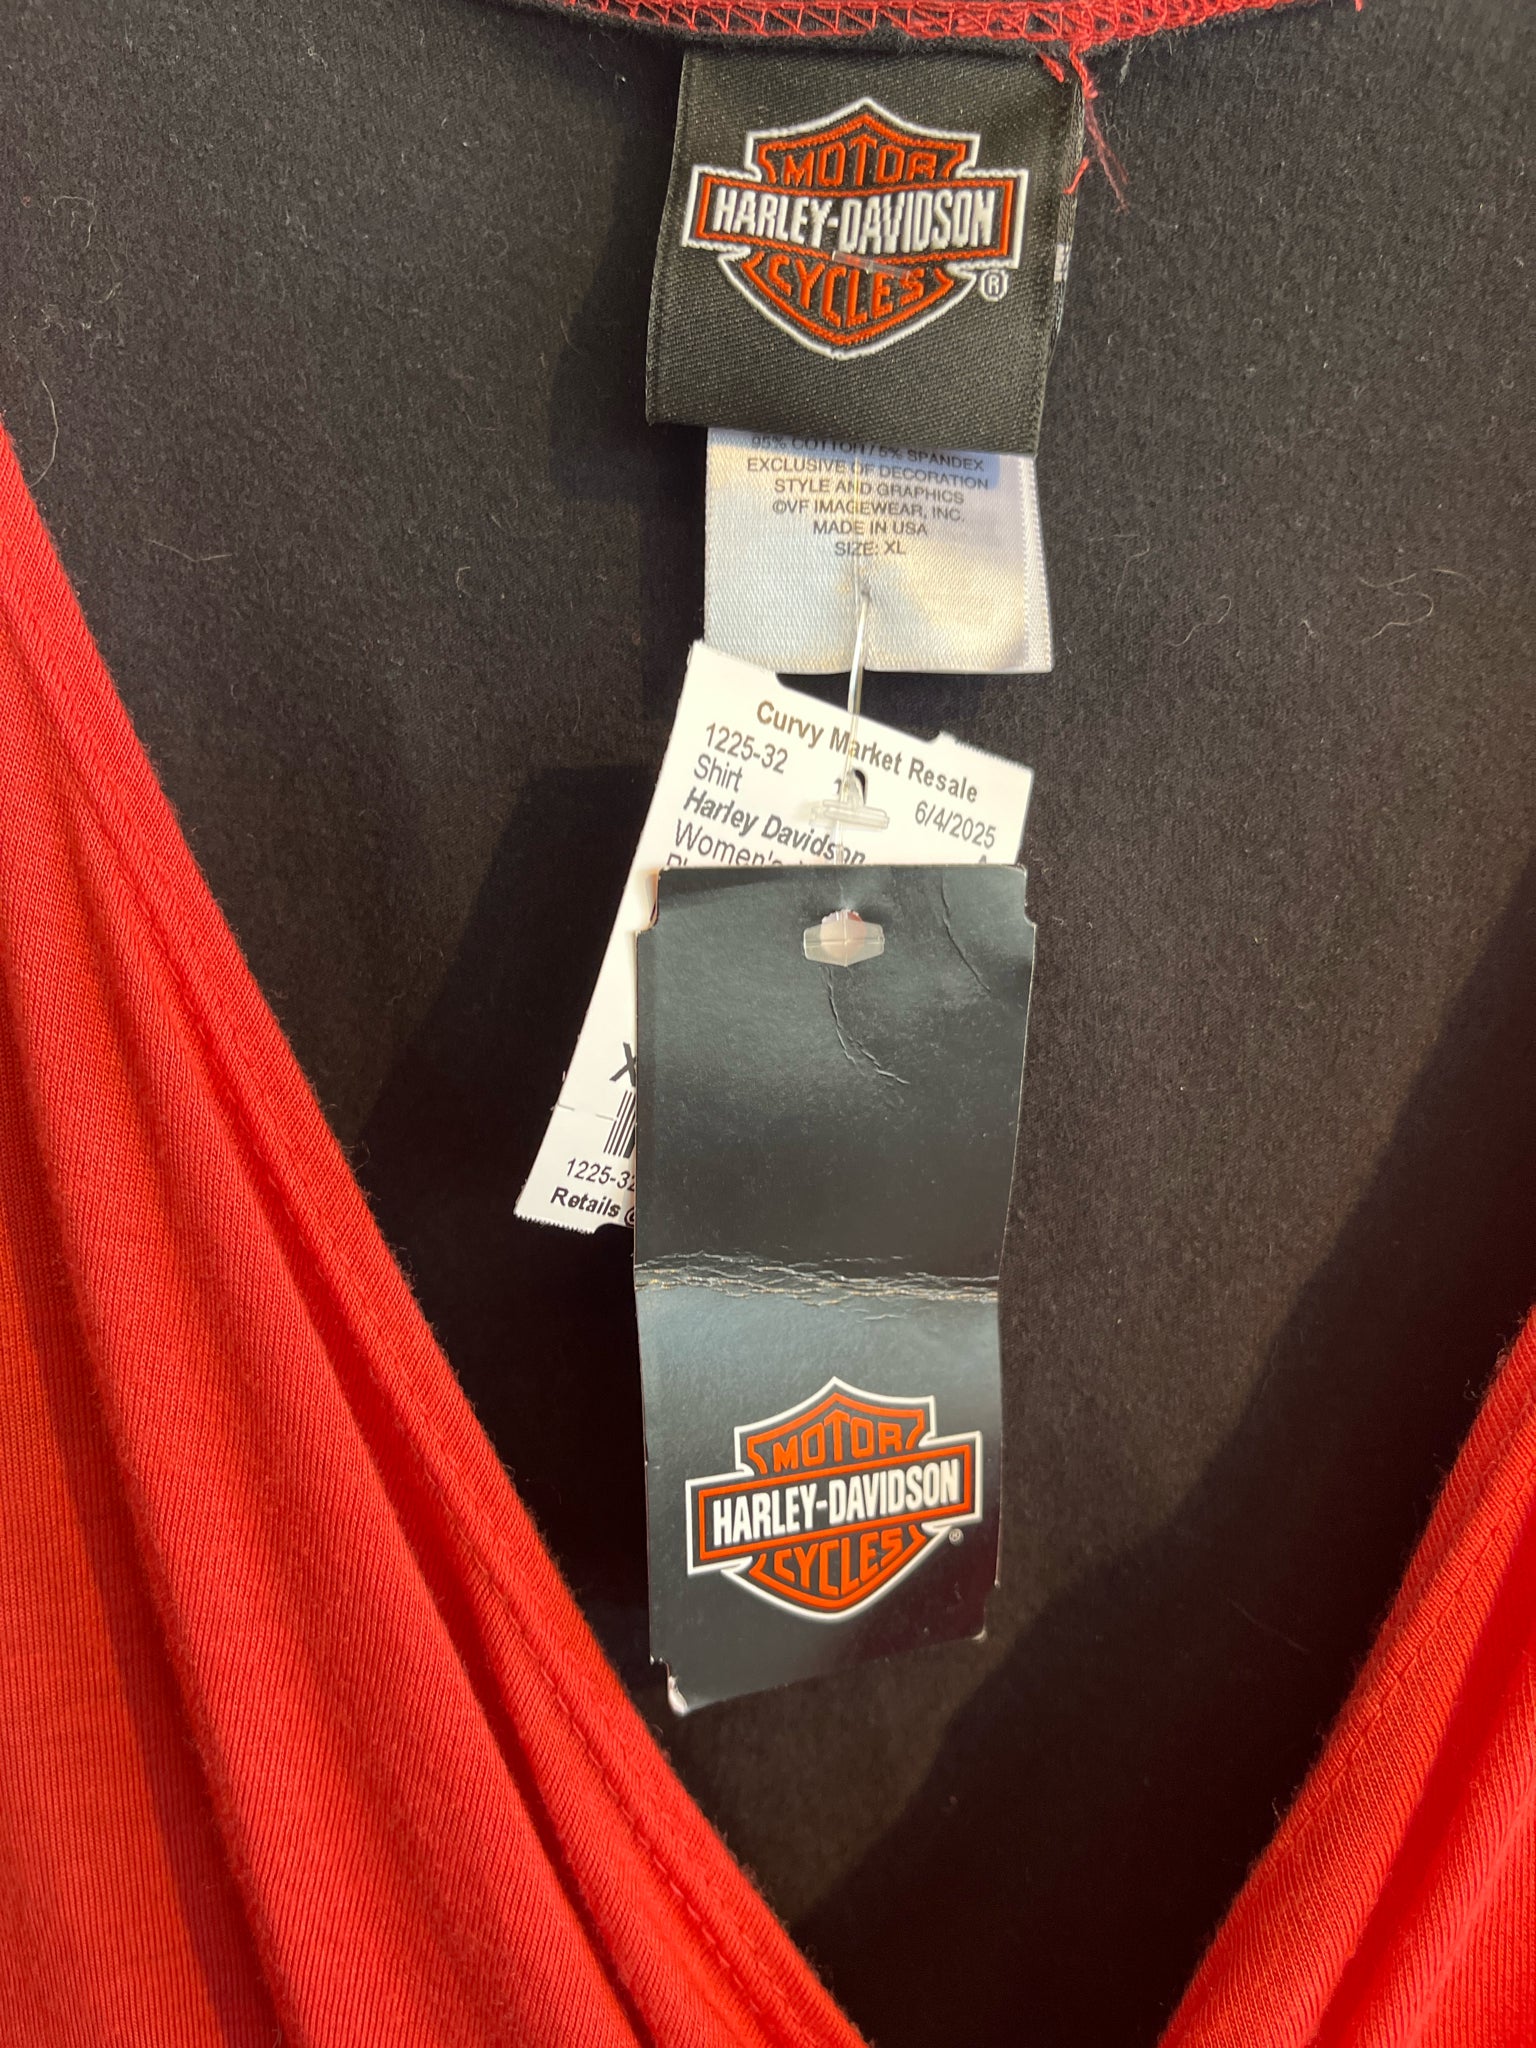 MOTOR
HARLEY-DAVIDSON
CYCLES
®
95% COTTON / 5% SPANDEX
EXCLUSIVE OF DECORATION
STYLE AND GRAPHICS
©VF IMAGEWEAR, INC.
MADE IN USA
SIZE: XL
Curvy Market Resale
1225-32
6/4/2025
Shirt
Harley Davidson
Women's
X
1225-32
Retails
MOTOR
HARLEY-DAVIDSON
CYCLES
®